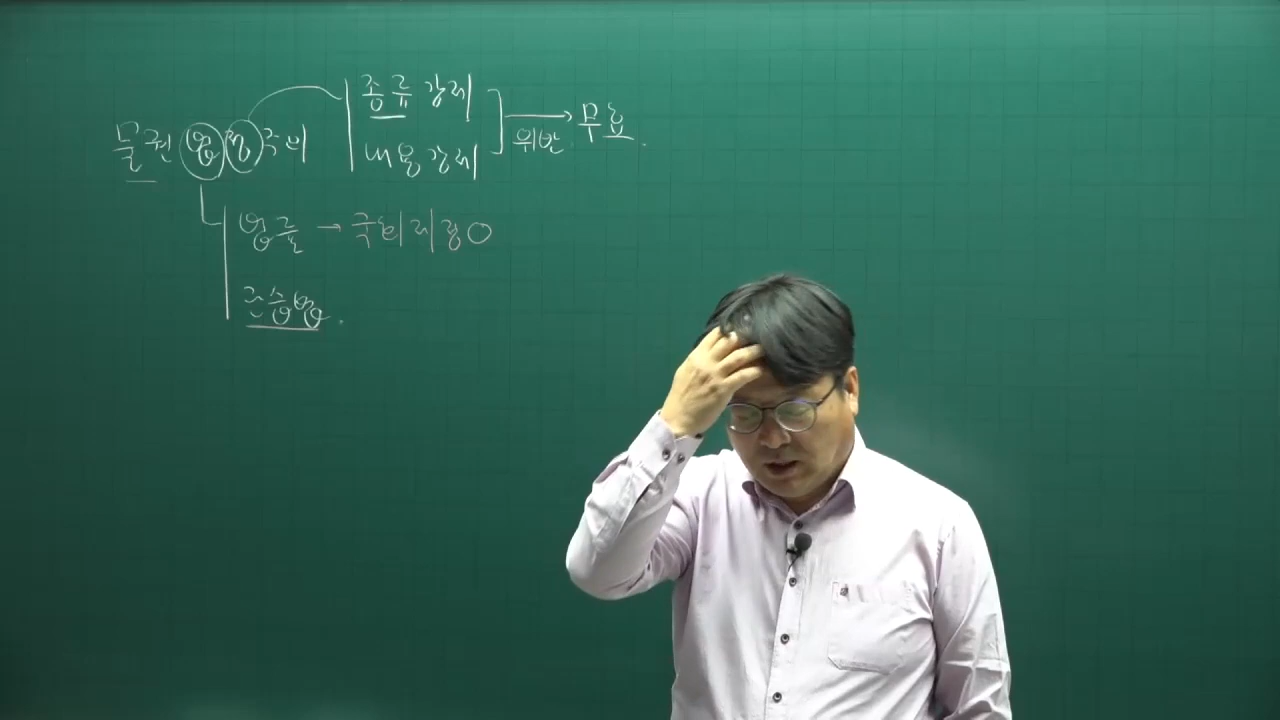 종류 강제
물권 법정주의
위반 → 무효.
내용 강제
법률 → 국회 제정 ○
관습법.